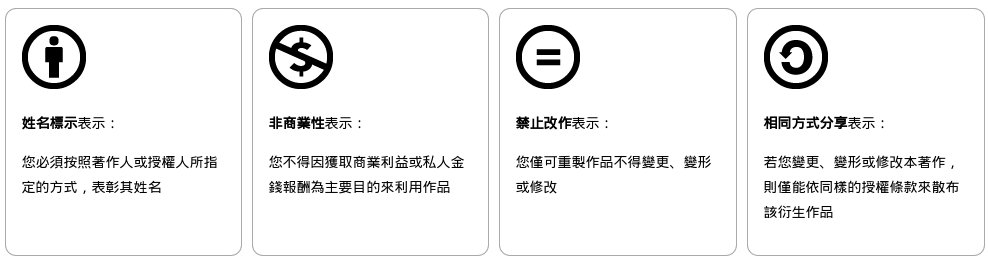 姓名標示表示：
您必須按照著作人或授權人所指
定的方式，表彰其姓名
非商業性表示：
您不得因獲取商業利益或私人金
錢報酬為主要目的來利用作品
禁止改作表示：
您僅可重製作品不得變更、變形
或修改
相同方式分享表示：
若您變更、變形或修改本著作，
則僅能依同樣的授權條款來散布
該衍生作品